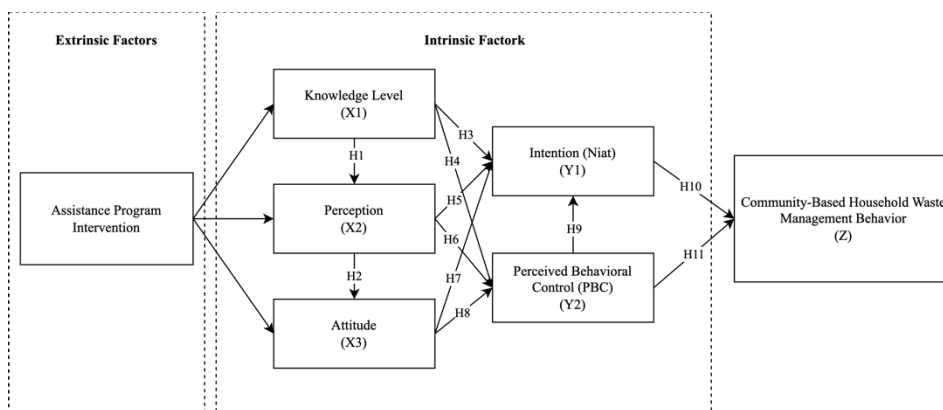 Extrinsic Factors
Intrinsic Factork
Knowledge Level
(X1)
H3
H4
H1
Intention (Niat)
(Y1)
H10
Assistance Program
Intervention
Perception
(X2)
H5
H6
H9
Community-Based Household Waste
Management Behavior
(Z)
H2
H7
H8
H11
Perceived Behavioral
Control (PBC)
(Y2)
Attitude
(X3)